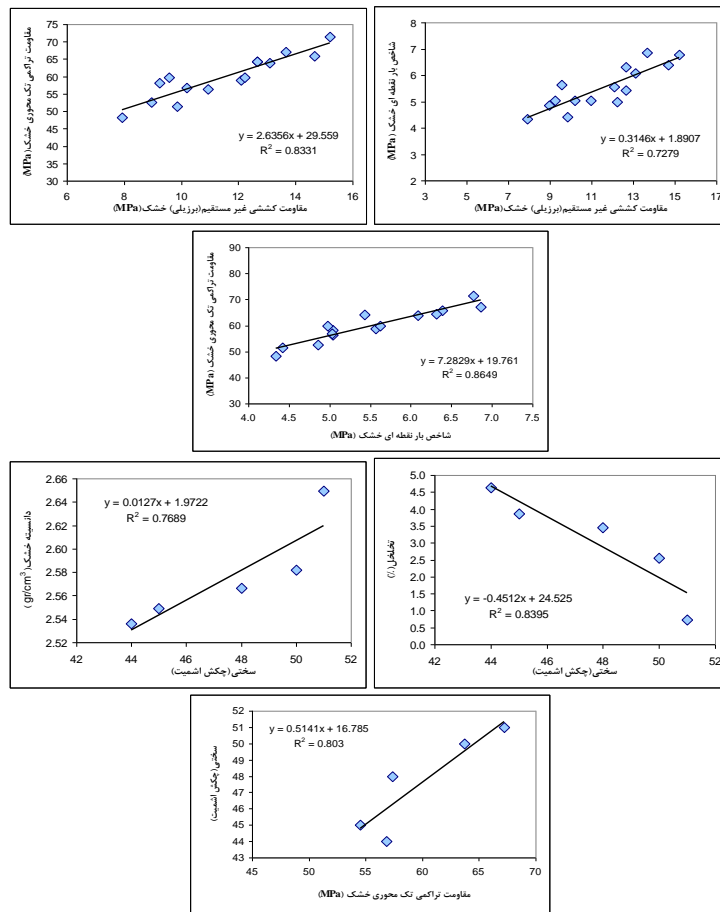 مقاومت تراکمی تک محوری خشک(MPa)
75
70
65
60
55
50
45
40
35
30
y = 2.6356x + 29.559
R² = 0.8331
6 8 10 12 14 16
مقاومت کششی غیر مستقیم(برزیلی) خشک(MPa)
شاخص بار نقطه ای خشک (MPa)
8
7
6
5
4
3
2
y = 0.3146x + 1.8907
R² = 0.7279
3 5 7 9 11 13 15 17
مقاومت کششی غیر مستقیم(برزیلی) خشک(MPa)
مقاومت تراکمی تک محوری خشک (MPa)
90
80
70
60
50
40
30
y = 7.2829x + 19.761
R² = 0.8649
4.0 4.5 5.0 5.5 6.0 6.5 7.0 7.5
شاخص بار نقطه ای خشک (MPa)
دانسیته خشک(gr/cm³)
2.66
2.64
2.62
2.60
2.58
2.56
2.54
2.52
y = 0.0127x + 1.9722
R² = 0.7689
42 44 46 48 50 52
سختی(چکش اشمیت)
تخلخل(٪)
5.0
4.5
4.0
3.5
3.0
2.5
2.0
1.5
1.0
0.5
0.0
y = -0.4512x + 24.525
R² = 0.8395
42 44 46 48 50 52
سختی(چکش اشمیت)
سختی(چکش اشمیت)
52
51
50
49
48
47
46
45
44
43
y = 0.5141x + 16.785
R² = 0.803
45 50 55 60 65 70
مقاومت تراکمی تک محوری خشک (MPa)